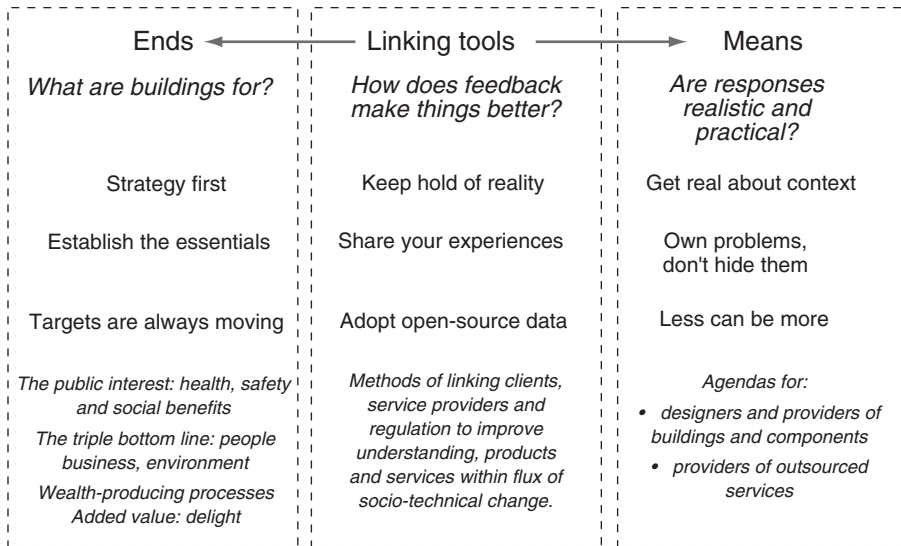 Ends
What are buildings for?
Strategy first
Establish the essentials
Targets are always moving
The public interest: health, safety
and social benefits
The triple bottom line: people
business, environment
Wealth-producing processes
Added value: delight
Linking tools
How does feedback
make things better?
Keep hold of reality
Share your experiences
Adopt open-source data
Methods of linking clients,
service providers and
regulation to improve
understanding, products
and services within flux of
socio-technical change.
Means
Are responses
realistic and
practical?
Get real about context
Own problems,
don't hide them
Less can be more
Agendas for:
• designers and providers of
buildings and components
• providers of outsourced
services